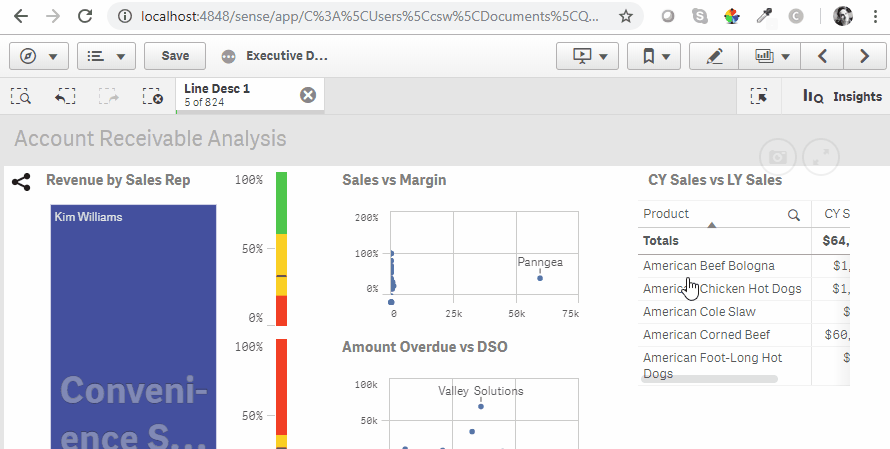 localhost:4848/sense/app/C%3A%5CUsers%5Ccsw%5CDocuments%5CQ...
Save
Executive D...
Line Desc 1
5 of 824
Insights
Account Receivable Analysis
Revenue by Sales Rep
Kim Williams
Conveni-
ence S...
100%
50%
0%
100%
50%
Sales vs Margin
200%
100%
0%
Panngea
0 25k 50k 75k
Amount Overdue vs DSO
100k
50k
Valley Solutions
CY Sales vs LY Sales
Product CY S
Totals $64,
American Beef Bologna $1,
American Chicken Hot Dogs $1,
American Cole Slaw $
American Corned Beef $60,
American Foot-Long Hot $
Dogs